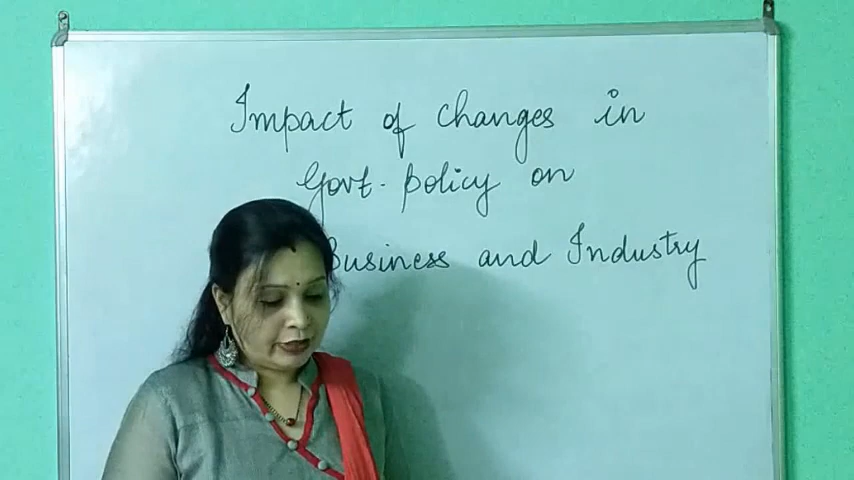 Impact of changes in
Govt. policy on
Business and Industry